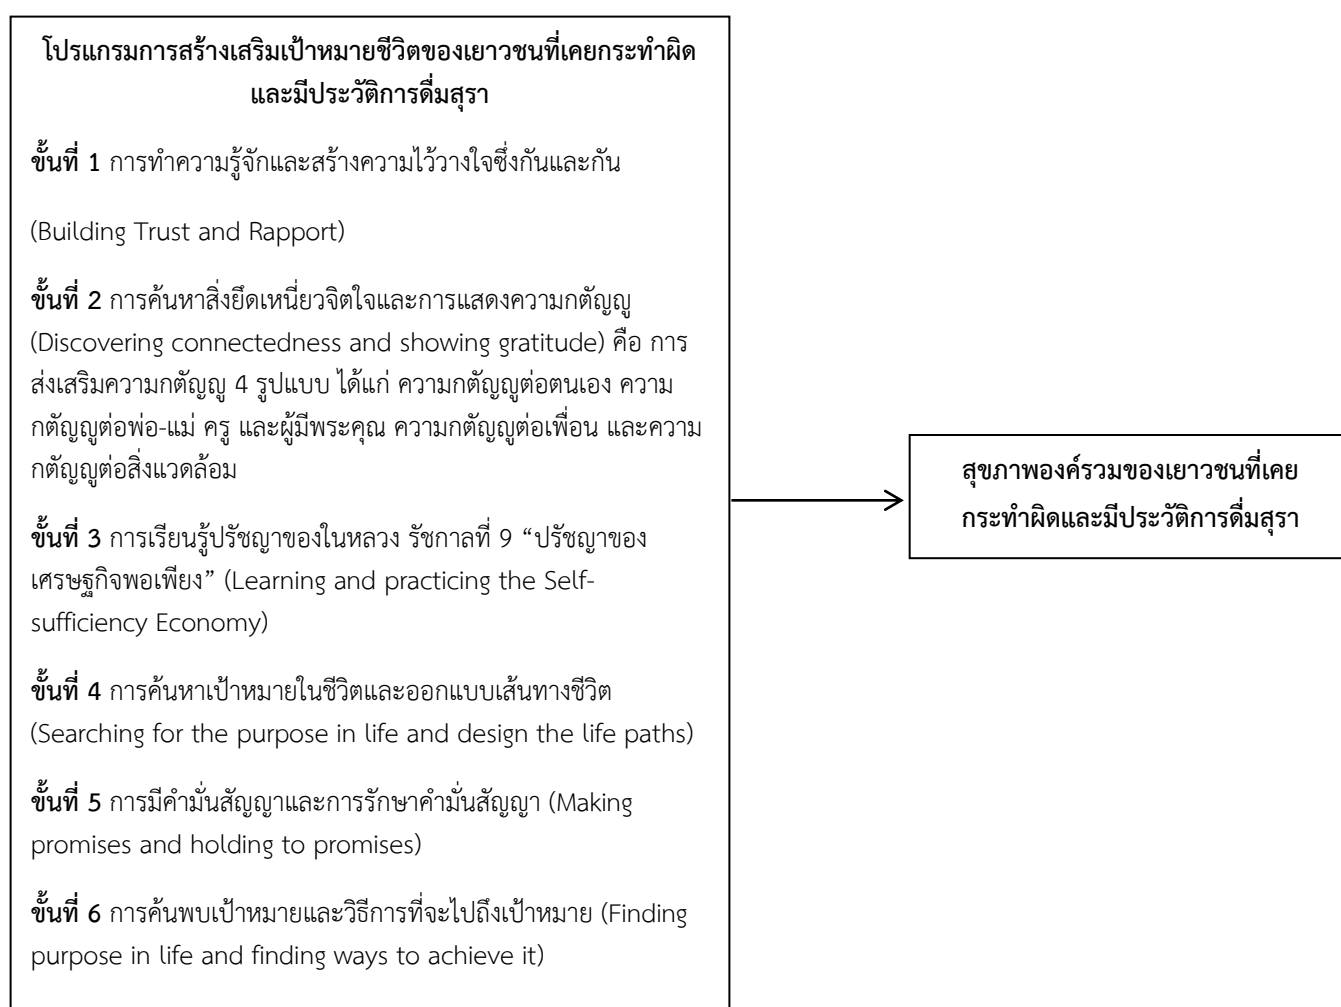 โปรแกรมการสร้างเสริมเป้าหมายชีวิตของเยาวชนที่เคยกระทำผิด
และมีประวัติการดื่มสุรา
ขั้นที่ 1 การทำความรู้จักและสร้างความไว้วางใจซึ่งกันและกัน
(Building Trust and Rapport)
ขั้นที่ 2 การค้นหาสิ่งยึดเหนี่ยวจิตใจและการแสดงความกตัญญู
(Discovering connectedness and showing gratitude) คือ การ
ส่งเสริมความกตัญญู 4 รูปแบบ ได้แก่ ความกตัญญูต่อตนเอง ความ
กตัญญูต่อพ่อ-แม่ ครู และผู้มีพระคุณ ความกตัญญูต่อเพื่อน และความ
กตัญญูต่อสิ่งแวดล้อม
ขั้นที่ 3 การเรียนรู้ปรัชญาของในหลวง รัชกาลที่ 9 “ปรัชญาของ
เศรษฐกิจพอเพียง” (Learning and practicing the Self-
sufficiency Economy)
ขั้นที่ 4 การค้นหาเป้าหมายในชีวิตและออกแบบเส้นทางชีวิต
(Searching for the purpose in life and design the life paths)
ขั้นที่ 5 การมีคำมั่นสัญญาและการรักษาคำมั่นสัญญา (Making
promises and holding to promises)
ขั้นที่ 6 การค้นพบเป้าหมายและวิธีการที่จะไปถึงเป้าหมาย (Finding
purpose in life and finding ways to achieve it)
สุขภาพองค์รวมของเยาวชนที่เคย
กระทำผิดและมีประวัติการดื่มสุรา